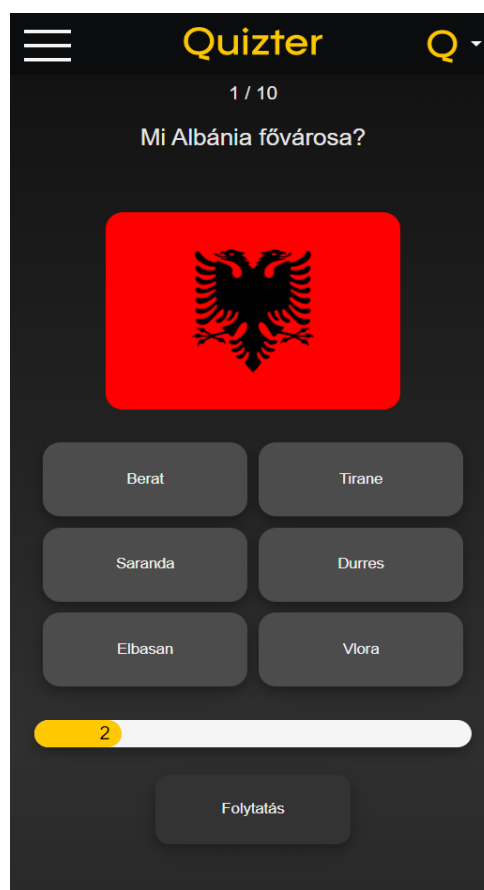 Quizter Q
1 / 10
Mi Albánia fővárosa?
Berat
Tirane
Saranda
Durres
Elbasan
Vlora
2
Folytatás